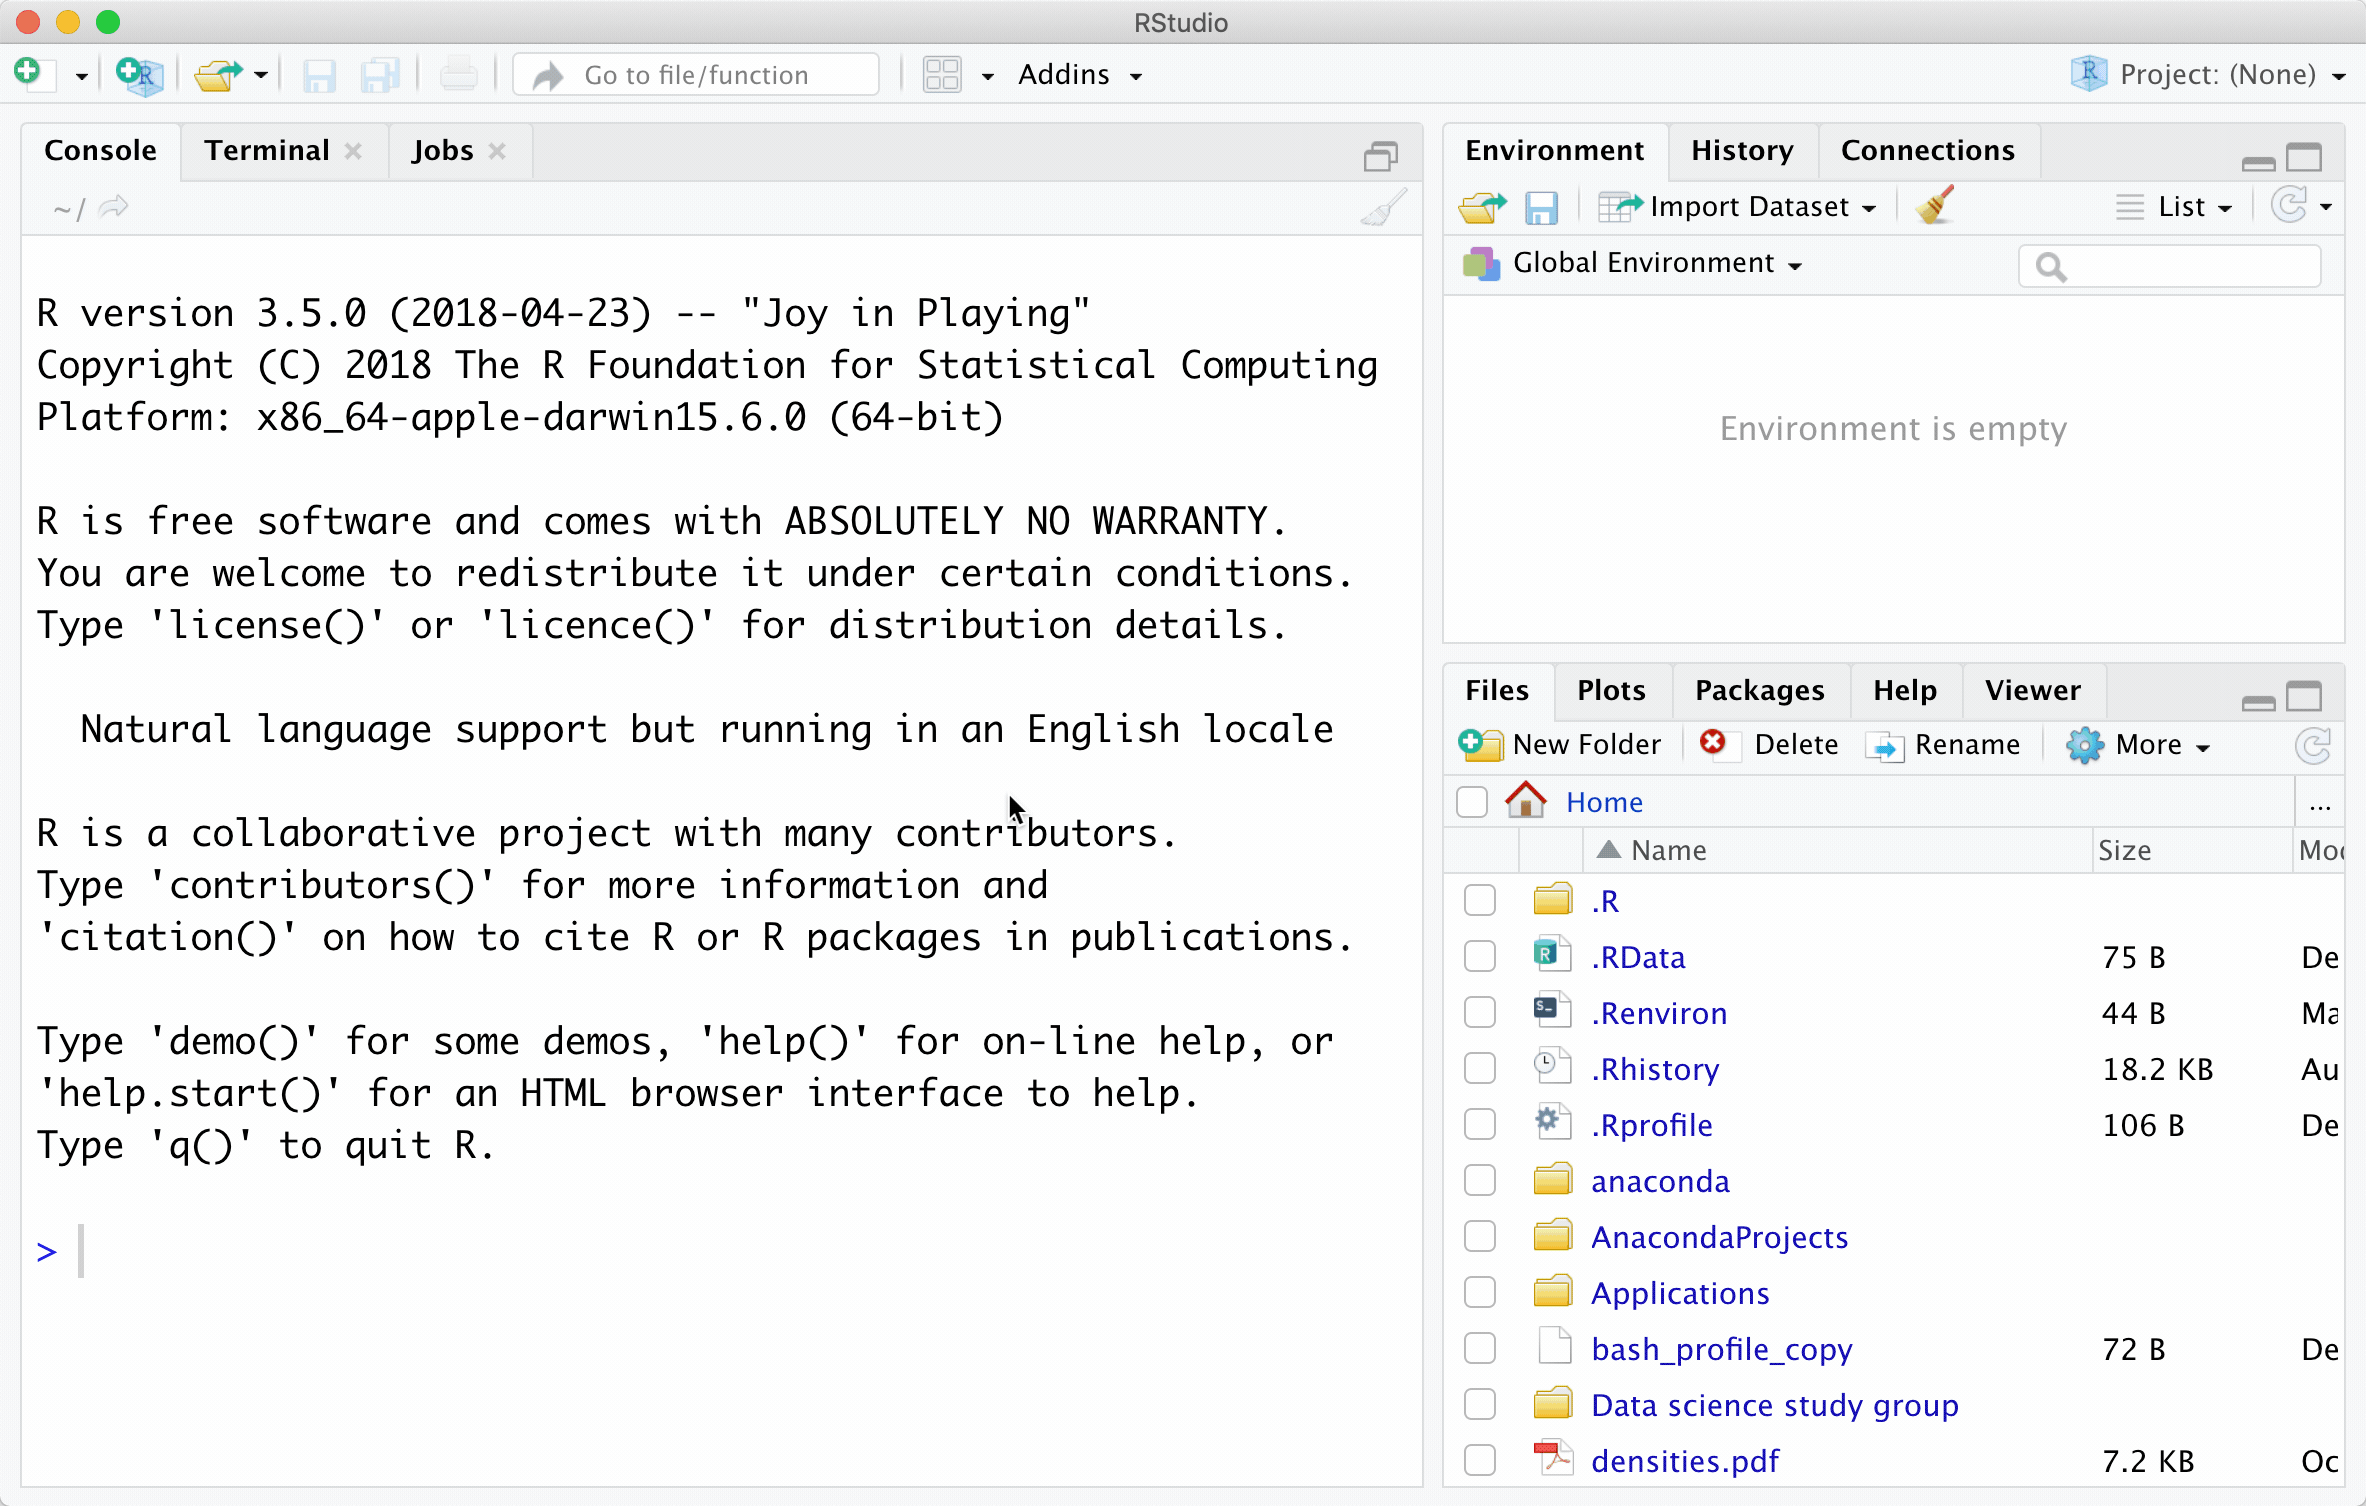 RStudio
Go to file/function Addins Project: (None)
Console Terminal Jobs
~/
R version 3.5.0 (2018-04-23) -- "Joy in Playing"
Copyright (C) 2018 The R Foundation for Statistical Computing
Platform: x86_64-apple-darwin15.6.0 (64-bit)
R is free software and comes with ABSOLUTELY NO WARRANTY.
You are welcome to redistribute it under certain conditions.
Type 'license()' or 'licence()' for distribution details.
Natural language support but running in an English locale
R is a collaborative project with many contributors.
Type 'contributors()' for more information and
'citation()' on how to cite R or R packages in publications.
Type 'demo()' for some demos, 'help()' for on-line help, or
'help.start()' for an HTML browser interface to help.
Type 'q()' to quit R.
>
Environment History Connections
Import Dataset List
Global Environment
Environment is empty
Files Plots Packages Help Viewer
New Folder Delete Rename More
Home ...
Name Size Mo
.R
.RData 75 B De
.Renviron 44 B Ma
.Rhistory 18.2 KB Au
.Rprofile 106 B De
anaconda
AnacondaProjects
Applications
bash_profile_copy 72 B De
Data science study group
densities.pdf 7.2 KB Oc